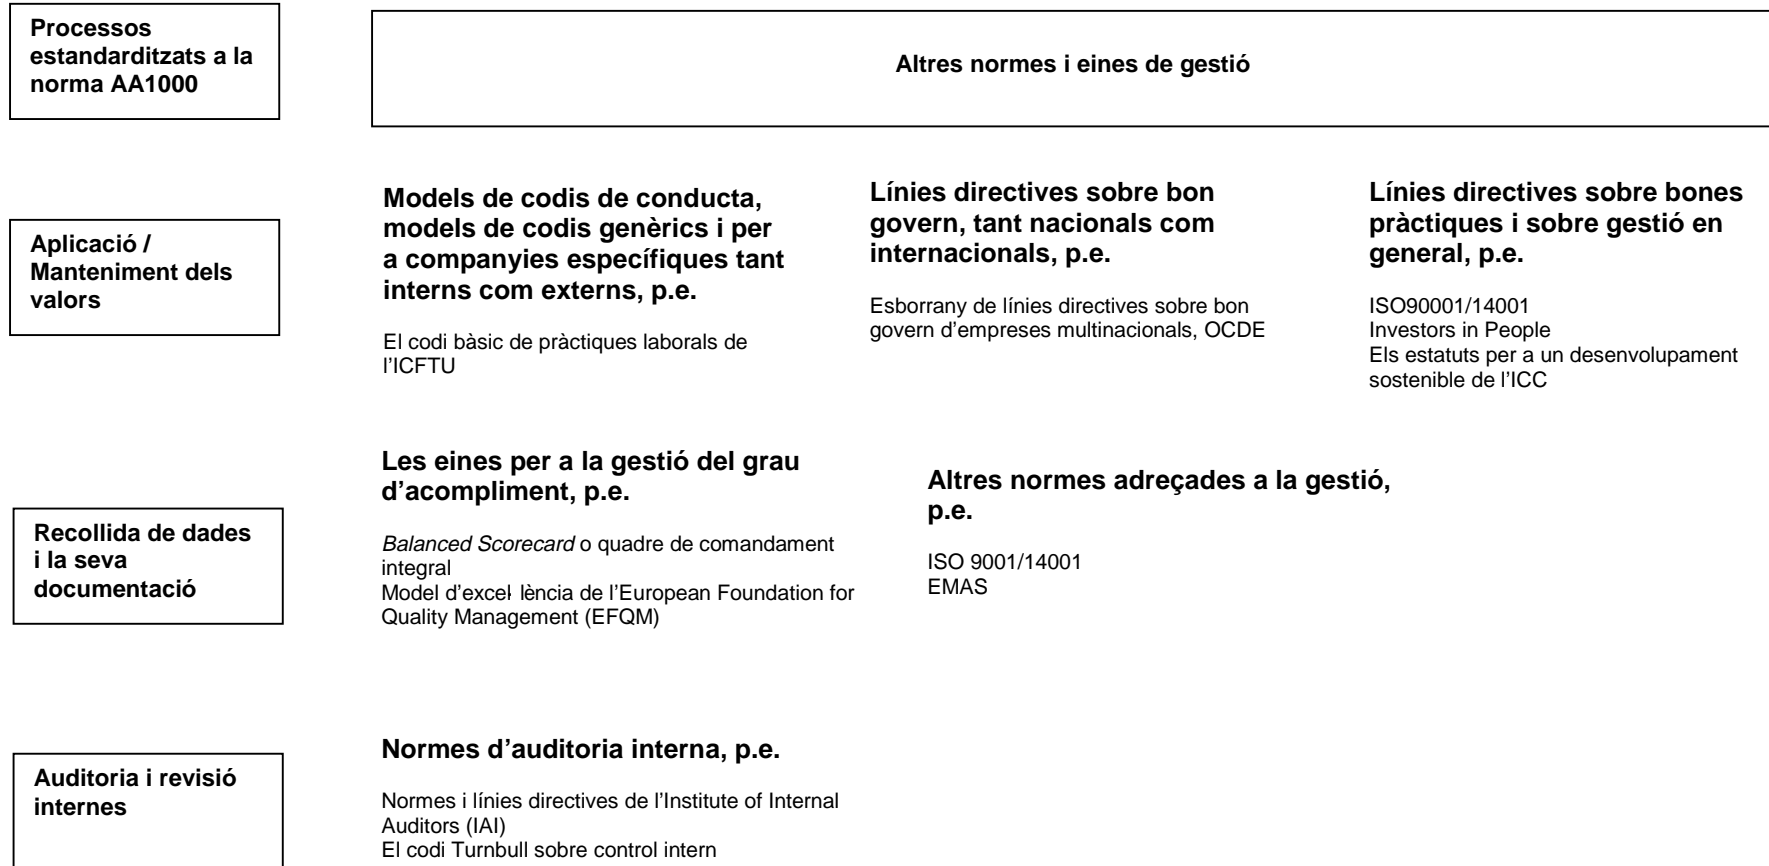 Processos
estandarditzats a la
norma AA1000
Altres normes i eines de gestió
Aplicació /
Manteniment dels
valors
Models de codis de conducta,
models de codis genèrics i per
a companyies específiques tant
interns com externs, p.e.
El codi bàsic de pràctiques laborals de
l’ICFTU
Línies directives sobre bon
govern, tant nacionals com
internacionals, p.e.
Esborrany de línies directives sobre bon
govern d’empreses multinacionals, OCDE
Línies directives sobre bones
pràctiques i sobre gestió en
general, p.e.
ISO90001/14001
Investors in People
Els estatuts per a un desenvolupament
sostenible de l’ICC
Recollida de dades
i la seva
documentació
Les eines per a la gestió del grau
d’acompliment, p.e.
Balanced Scorecard o quadre de comandament
integral
Model d’excel·lència de l’European Foundation for
Quality Management (EFQM)
Altres normes adreçades a la gestió,
p.e.
ISO 9001/14001
EMAS
Auditoria i revisió
internes
Normes d’auditoria interna, p.e.
Normes i línies directives de l’Institute of Internal
Auditors (IAI)
El codi Turnbull sobre control intern